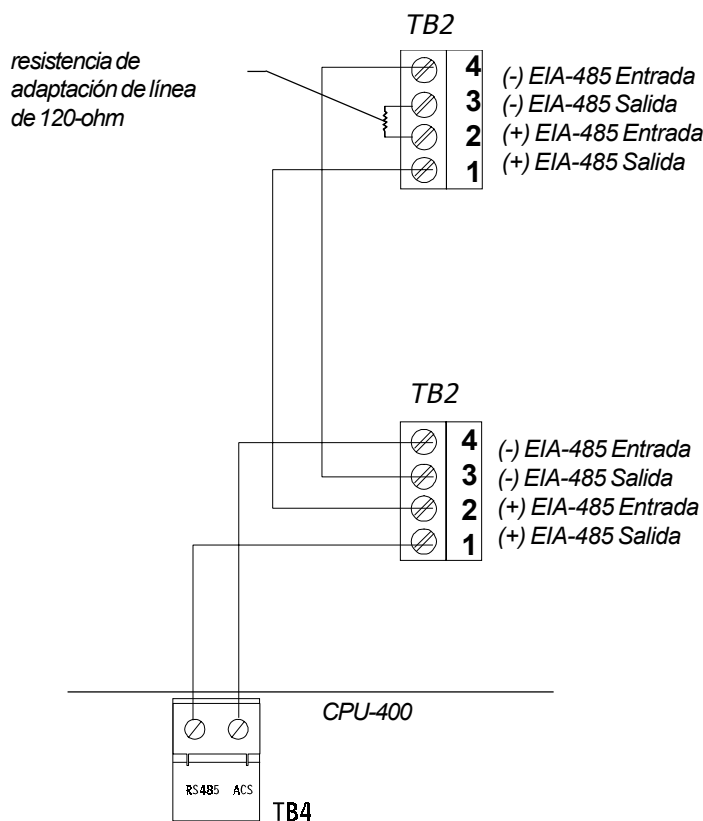 TB2
resistencia de
adaptación de línea
de 120-ohm
4 (-) EIA-485 Entrada
3 (-) EIA-485 Salida
2 (+) EIA-485 Entrada
1 (+) EIA-485 Salida
TB2
4 (-) EIA-485 Entrada
3 (-) EIA-485 Salida
2 (+) EIA-485 Entrada
1 (+) EIA-485 Salida
CPU-400
RS485 ACS
TB4